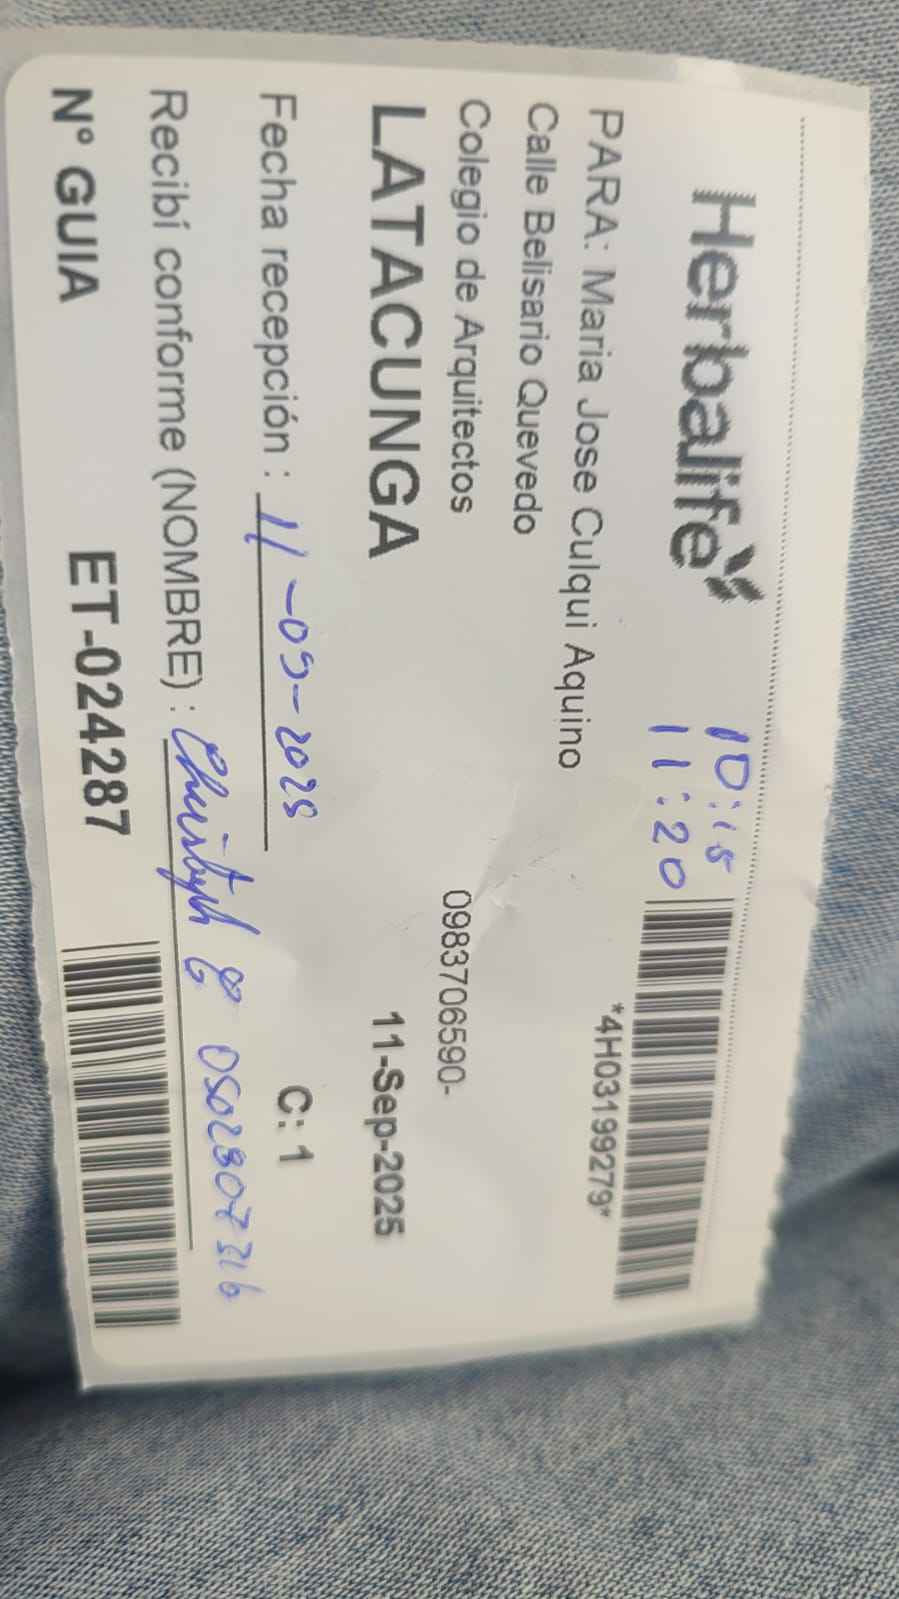 Herbalife
10:15
11:20
PARA: Maria Jose Culqui Aquino
*4H03199279*
Calle Belisario Quevedo
Colegio de Arquitectos
0983706590-
LATACUNGA
11-Sep-2025
Fecha recepción : 11-09-2025
C: 1
Recibí conforme (NOMBRE) :
Nº GUIA
ET-024287